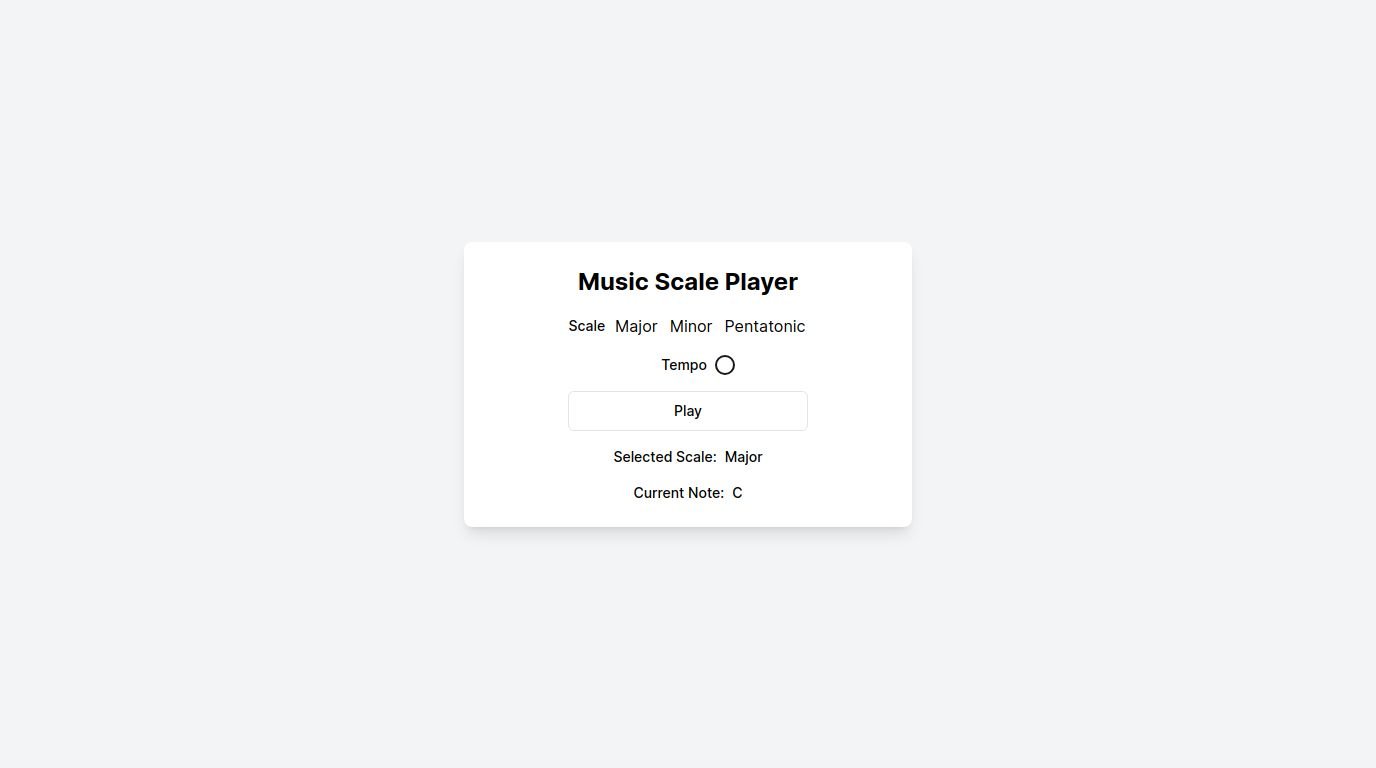 Music Scale Player
Scale Major Minor Pentatonic
Tempo
Play
Selected Scale: Major
Current Note: C